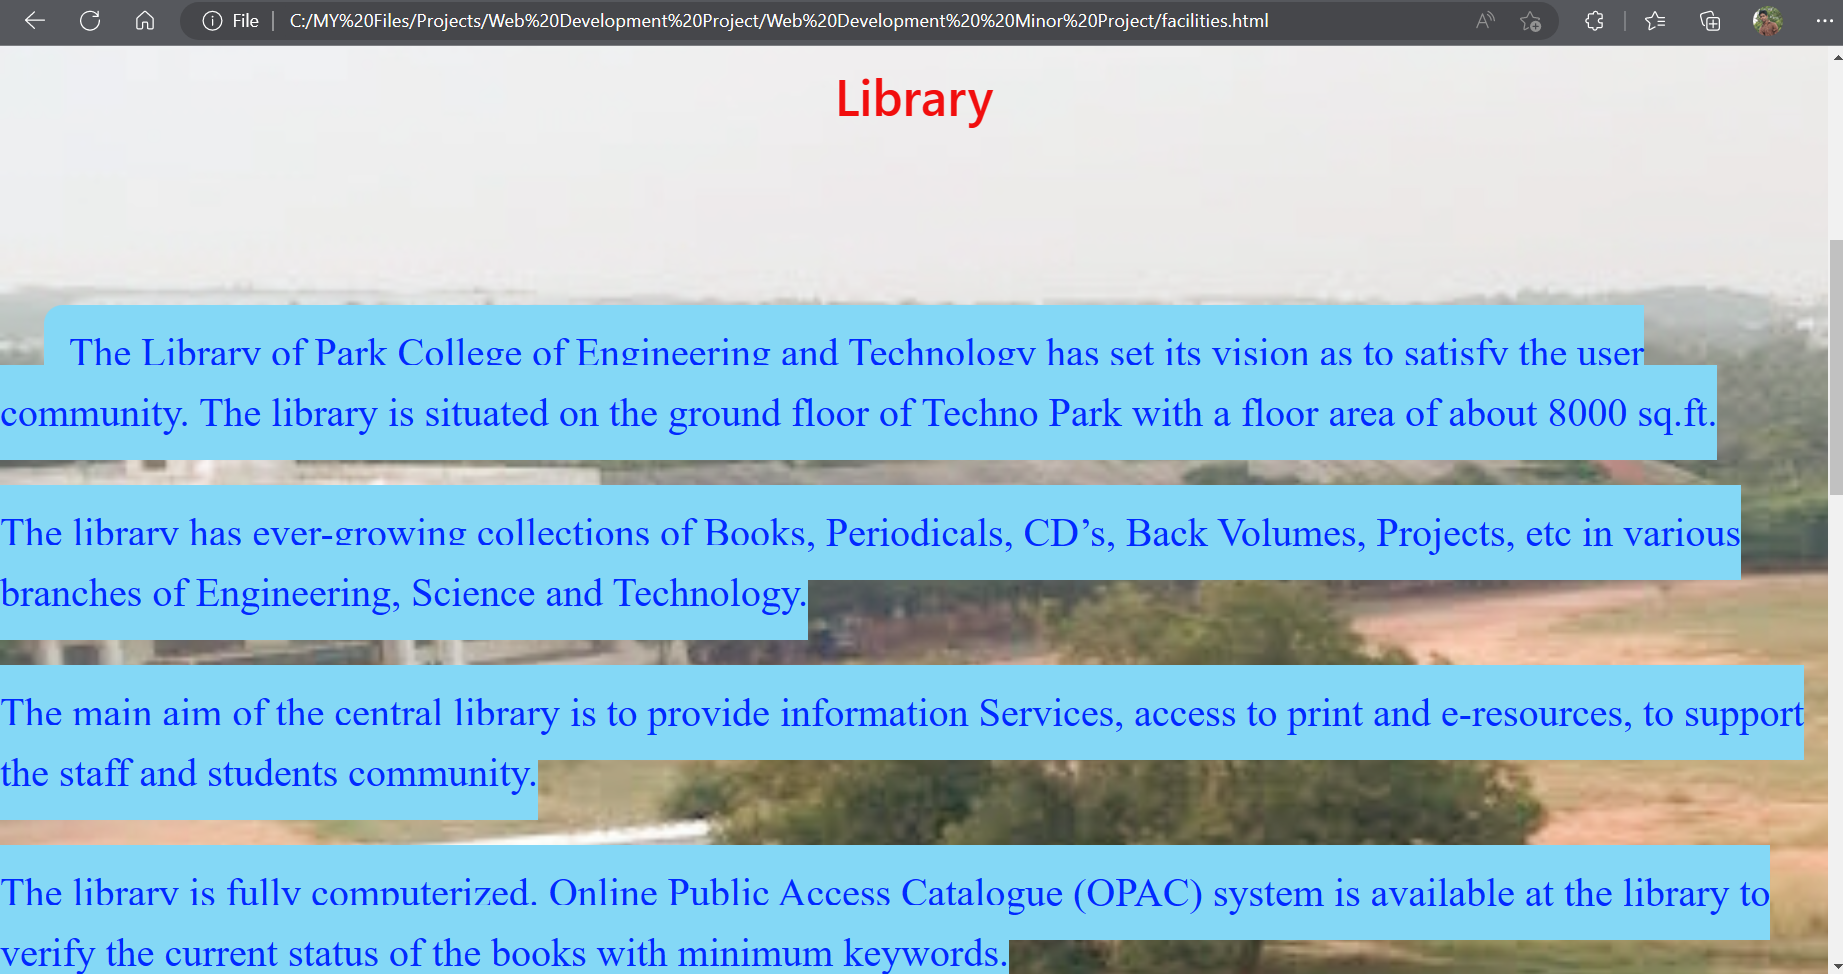 File
C:/MY%20Files/Projects/Web%20Development%20Project/Web%20Development%20%20Minor%20Project/facilities.html
Library
The Library of Park College of Engineering and Technology has set its vision as to satisfy the user
community. The library is situated on the ground floor of Techno Park with a floor area of about 8000 sq.ft.
The library has ever-growing collections of Books, Periodicals, CD’s, Back Volumes, Projects, etc in various
branches of Engineering, Science and Technology.
The main aim of the central library is to provide information Services, access to print and e-resources, to support
the staff and students community.
The library is fully computerized. Online Public Access Catalogue (OPAC) system is available at the library to
verify the current status of the books with minimum keywords.